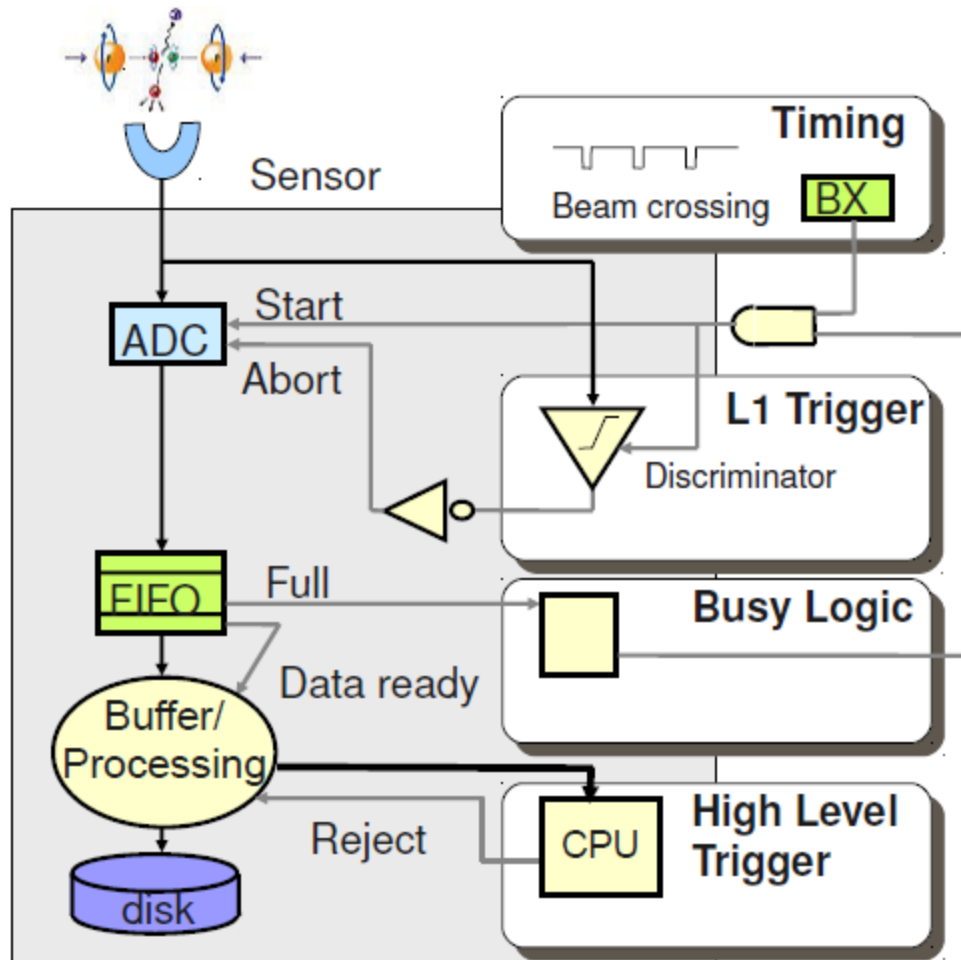 Timing
Sensor
Beam crossing
BX
Start
ADC
Abort
L1 Trigger
Discriminator
FIFO
Full
Busy Logic
Data ready
Buffer/
Processing
High Level
Trigger
CPU
Reject
disk